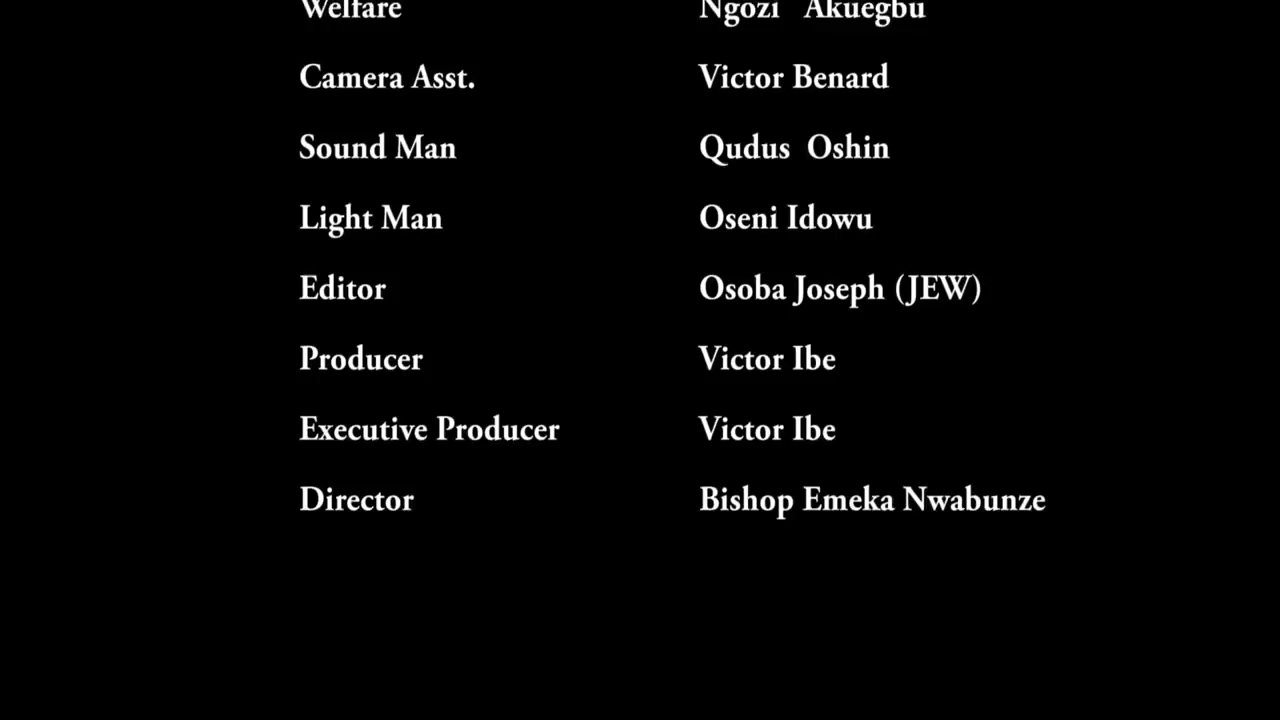 Welfare Ngozi Akuegbu
Camera Asst. Victor Benard
Sound Man Qudus Oshin
Light Man Oseni Idowu
Editor Osoba Joseph (JEW)
Producer Victor Ibe
Executive Producer Victor Ibe
Director Bishop Emeka Nwabunze